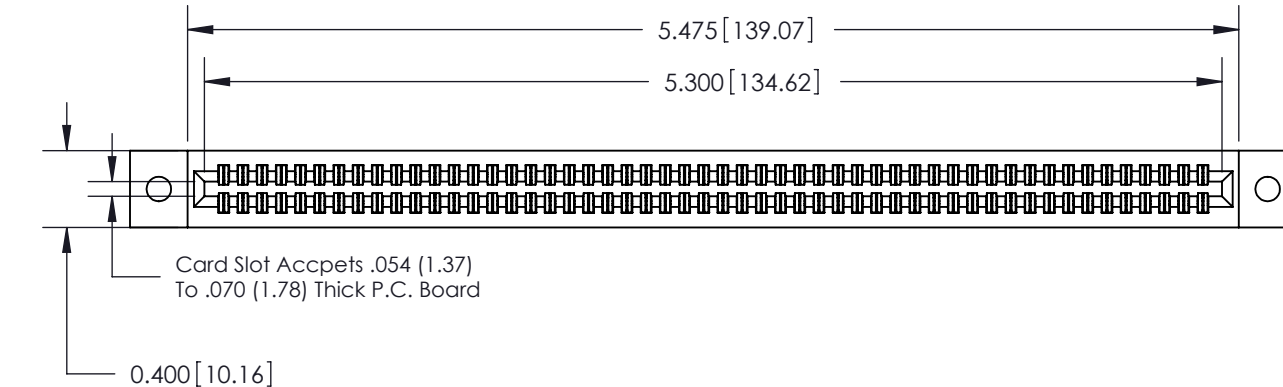 5.475 [139.07]
5.300 [134.62]
Card Slot Accpets .054 (1.37)
To .070 (1.78) Thick P.C. Board
0.400 [10.16]